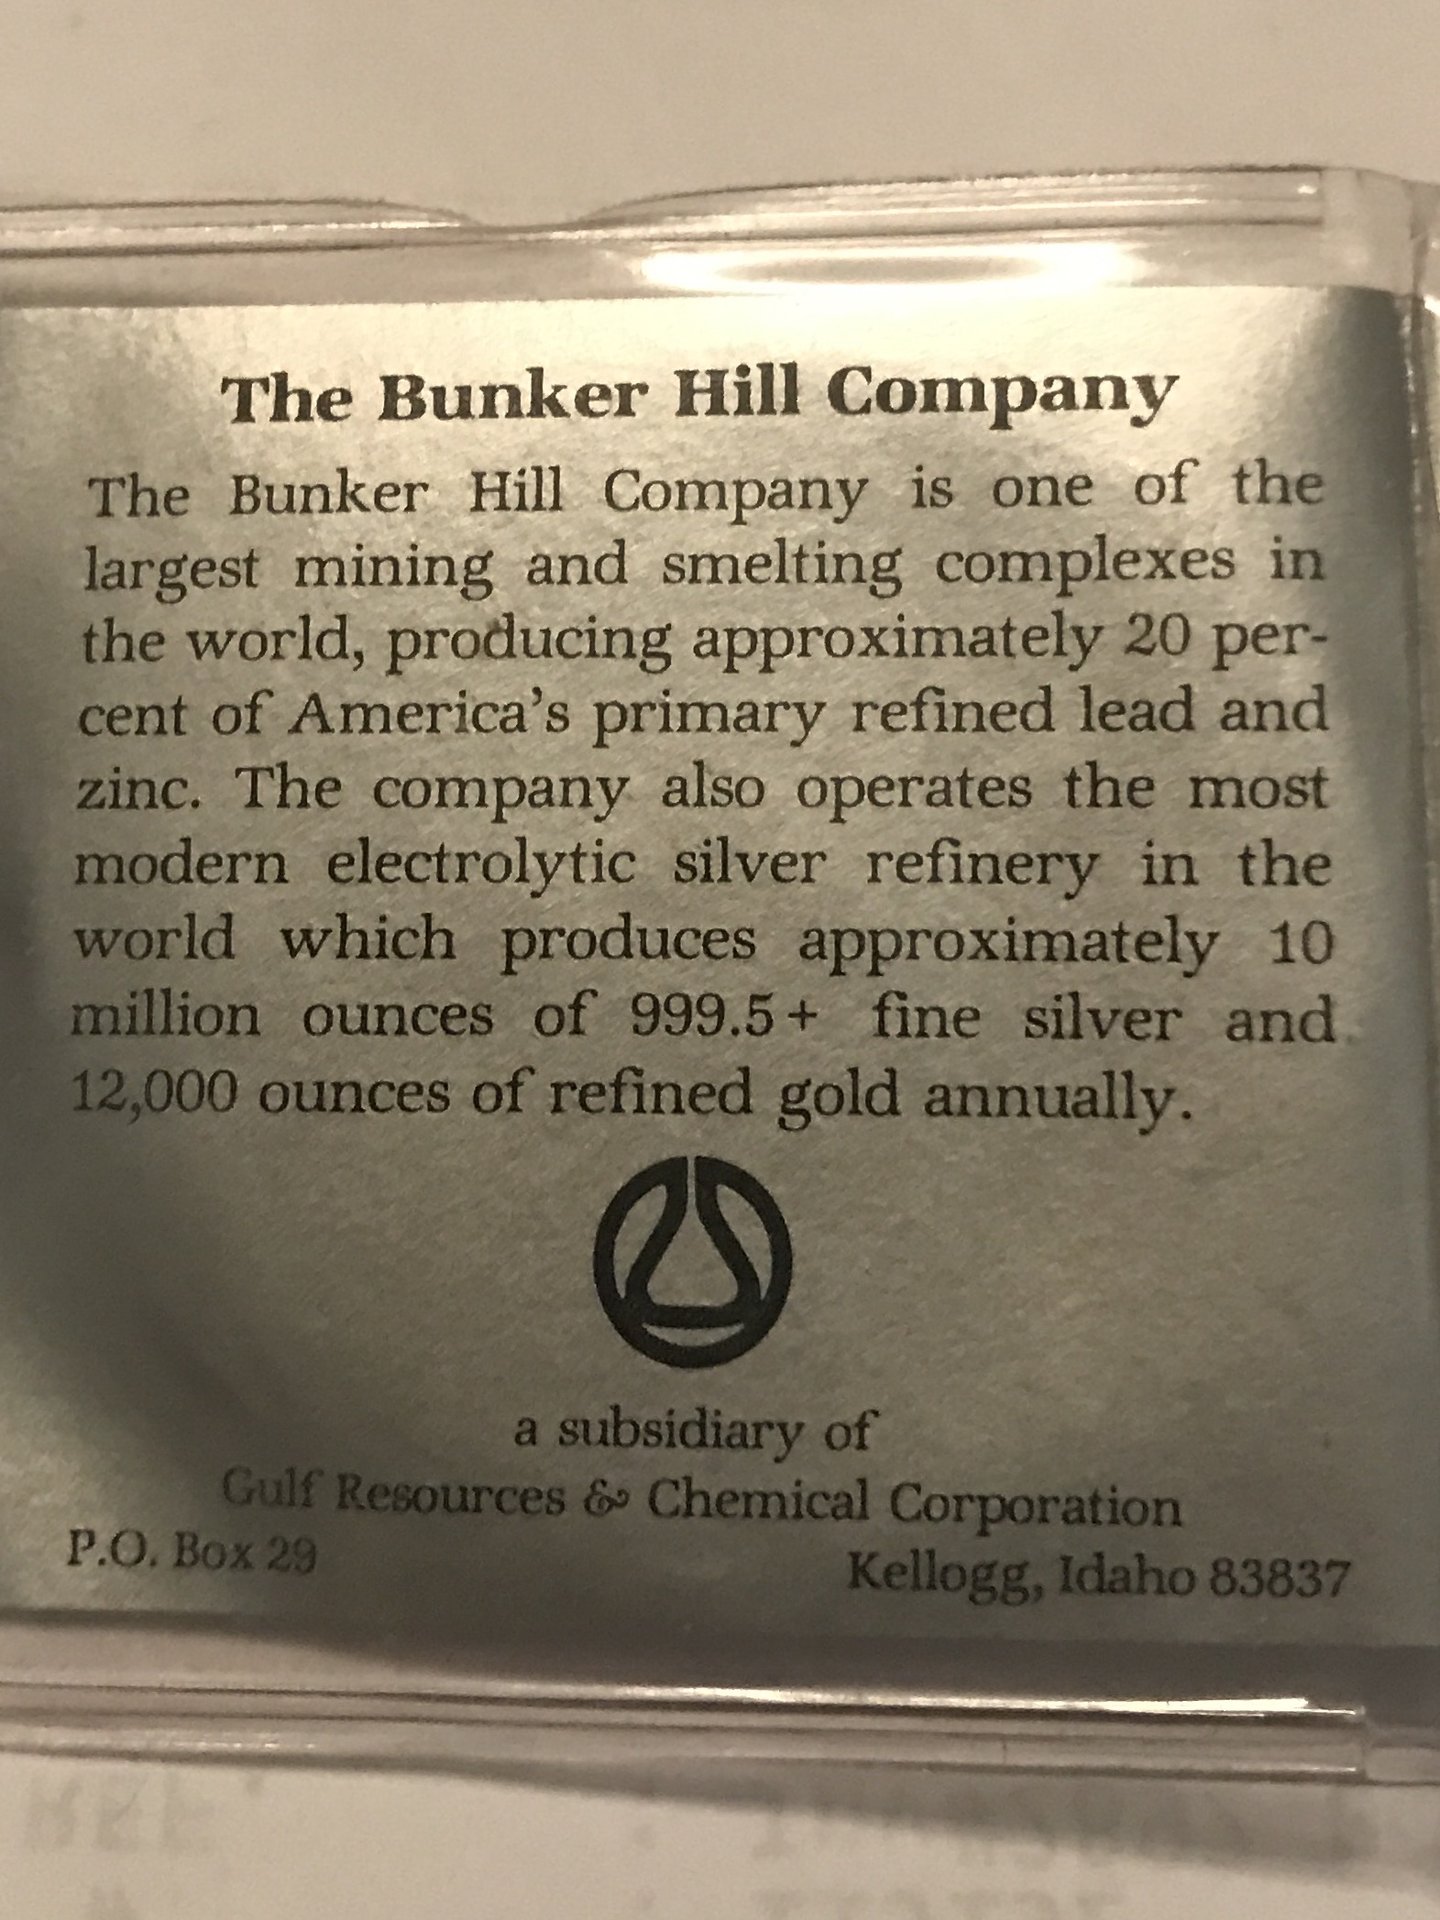 The Bunker Hill Company
The Bunker Hill Company is one of the
largest mining and smelting complexes in
the world, producing approximately 20 per-
cent of America's primary refined lead and
zinc. The company also operates the most
modern electrolytic silver refinery in the
world which produces approximately 10
million ounces of 999.5+ fine silver and
12,000 ounces of refined gold annually.
a subsidiary of
Gulf Resources & Chemical Corporation
P.O. Box 29 Kellogg, Idaho 83837